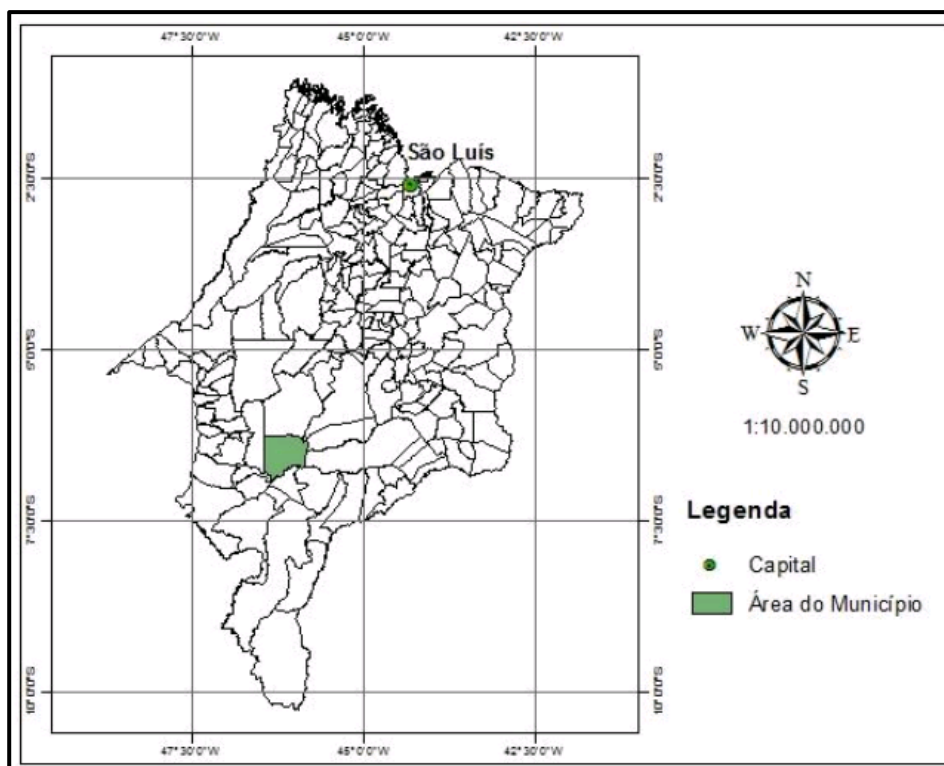 47°30'0"W 45°0'0"W 42°30'0"W
São Luís
2°30'0"S 2°30'0"S
N
W E
S
5°0'0"S 5°0'0"S
1:10.000.000
Legenda
7°30'0"S 7°30'0"S
Capital
Área do Município
10°0'0"S 10°0'0"S
47°30'0"W 45°0'0"W 42°30'0"W